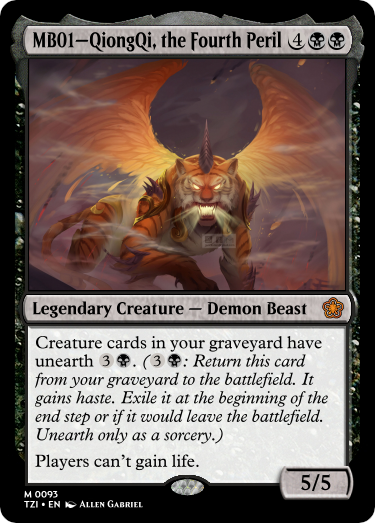 MB01–QiongQi, the Fourth Peril 4
Legendary Creature — Demon Beast
Creature cards in your graveyard have
unearth 3. (3: Return this card
from your graveyard to the battlefield. It
gains haste. Exile it at the beginning of the
end step or if it would leave the battlefield.
Unearth only as a sorcery.)
Players can't gain life.
5/5
M 0093
TZI • EN Allen Gabriel